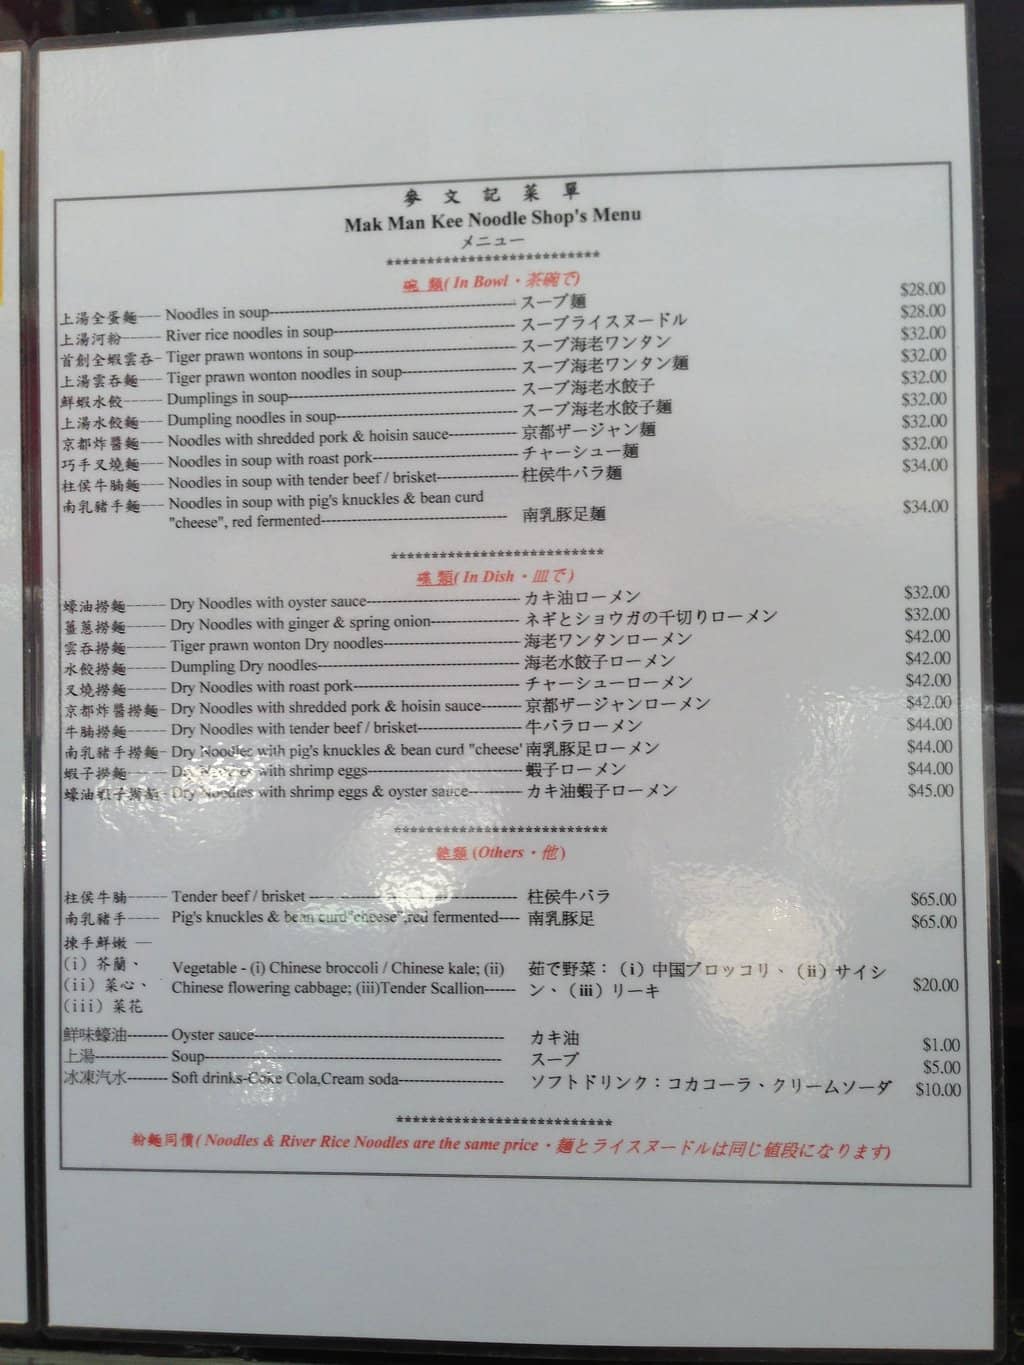 麥文記菜單
Mak Man Kee Noodle Shop's Menu
メニュー
**************************
碗 類( In Bowl・茶碗で)
上湯全蛋麵--- Noodles in soup--- スープ麺 $28.00
上湯河粉--- River rice noodles in soup--- スープライスヌードル $28.00
首創全蝦雲吞- Tiger prawn wontons in soup--- スープ海老ワンタン $32.00
上湯雲吞麵--- Tiger prawn wonton noodles in soup--- スープ海老ワンタン麺 $32.00
鮮蝦水餃--- Dumplings in soup--- スープ海老水餃子 $32.00
上湯水餃麵--- Dumpling noodles in soup--- スープ海老水餃子麺 $32.00
京都炸醬麵--- Noodles with shredded pork & hoisin sauce--- 京都ザージャン麺 $32.00
巧手叉燒麵--- Noodles in soup with roast pork--- チャーシュー麺 $32.00
柱侯牛腩麵--- Noodles in soup with tender beef / brisket--- 柱侯牛バラ麺 $34.00
南乳豬手麵--- Noodles in soup with pig's knuckles & bean curd
"cheese", red fermented--- 南乳豚足麺 $34.00
**************************
碟 類( In Dish・皿で)
蠔油撈麵--- Dry Noodles with oyster sauce--- カキ油ローメン $32.00
薑蔥撈麵--- Dry Noodles with ginger & spring onion--- ネギとショウガの千切りローメン $32.00
雲吞撈麵--- Tiger prawn wonton Dry noodles--- 海老ワンタンローメン $42.00
水餃撈麵--- Dumpling Dry noodles--- 海老水餃子ローメン $42.00
叉燒撈麵--- Dry Noodles with roast pork--- チャーシューローメン $42.00
京都炸醬撈麵- Dry Noodles with shredded pork & hoisin sauce--- 京都ザージャンローメン $42.00
牛腩撈麵--- Dry Noodles with tender beef / brisket--- 牛バラローメン $44.00
南乳豬手撈麵- Dry Noodles with pig's knuckles & bean curd "cheese" 南乳豚足ローメン $44.00
蝦子撈麵--- Dry Noodles with shrimp eggs--- 蝦子ローメン $44.00
蠔油蝦子撈麵- Dry Noodles with shrimp eggs & oyster sauce--- カキ油蝦子ローメン $45.00
**************************
雜類 (Others・他)
柱侯牛腩--- Tender beef / brisket --- 柱侯牛バラ $65.00
南乳豬手--- Pig's knuckles & bean curd"cheese",red fermented--- 南乳豚足 $65.00
揀手鮮嫩 —
(i) 芥蘭、 Vegetable - (i) Chinese broccoli / Chinese kale; (ii) 茹で野菜：（i）中国ブロッコリ、（ii）サイシ
(ii) 菜心、 Chinese flowering cabbage; (iii)Tender Scallion--- ン、（iii）リーキ $20.00
(iii) 菜花
鮮味蠔油--- Oyster sauce--- カキ油 $1.00
上湯--- Soup--- スープ $5.00
冰凍汽水--- Soft drinks-Coke Cola,Cream soda--- ソフトドリンク：コカコーラ、クリームソーダ $10.00
**************************
粉麵同價( Noodles & River Rice Noodles are the same price・麺とライスヌードルは同じ値段になります)